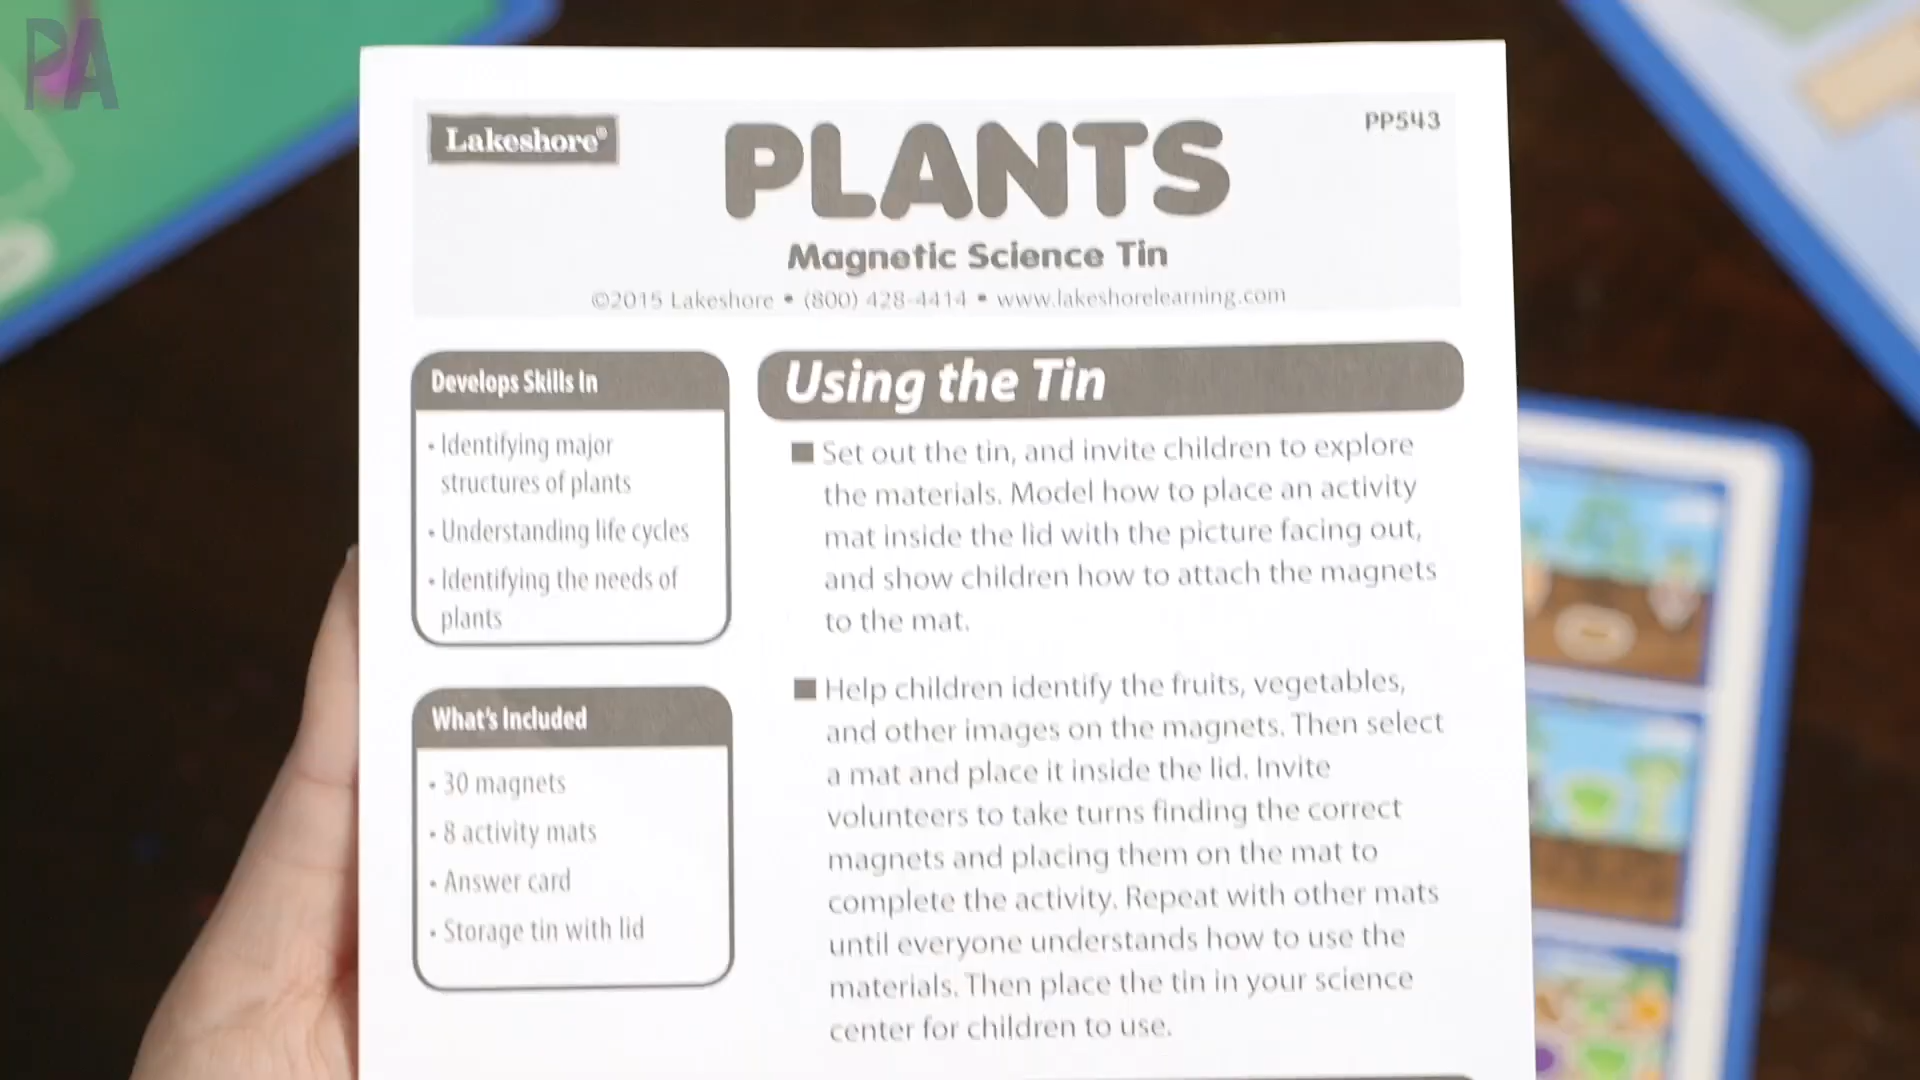 PA
Lakeshore®
PLANTS
PP543
Magnetic Science Tin
©2015 Lakeshore • (800) 428-4414 • www.lakeshorelearning.com
Develops Skills In
• Identifying major
structures of plants
• Understanding life cycles
• Identifying the needs of
plants
What's Included
• 30 magnets
• 8 activity mats
• Answer card
• Storage tin with lid
Using the Tin
■ Set out the tin, and invite children to explore
the materials. Model how to place an activity
mat inside the lid with the picture facing out,
and show children how to attach the magnets
to the mat.
■ Help children identify the fruits, vegetables,
and other images on the magnets. Then select
a mat and place it inside the lid. Invite
volunteers to take turns finding the correct
magnets and placing them on the mat to
complete the activity. Repeat with other mats
until everyone understands how to use the
materials. Then place the tin in your science
center for children to use.